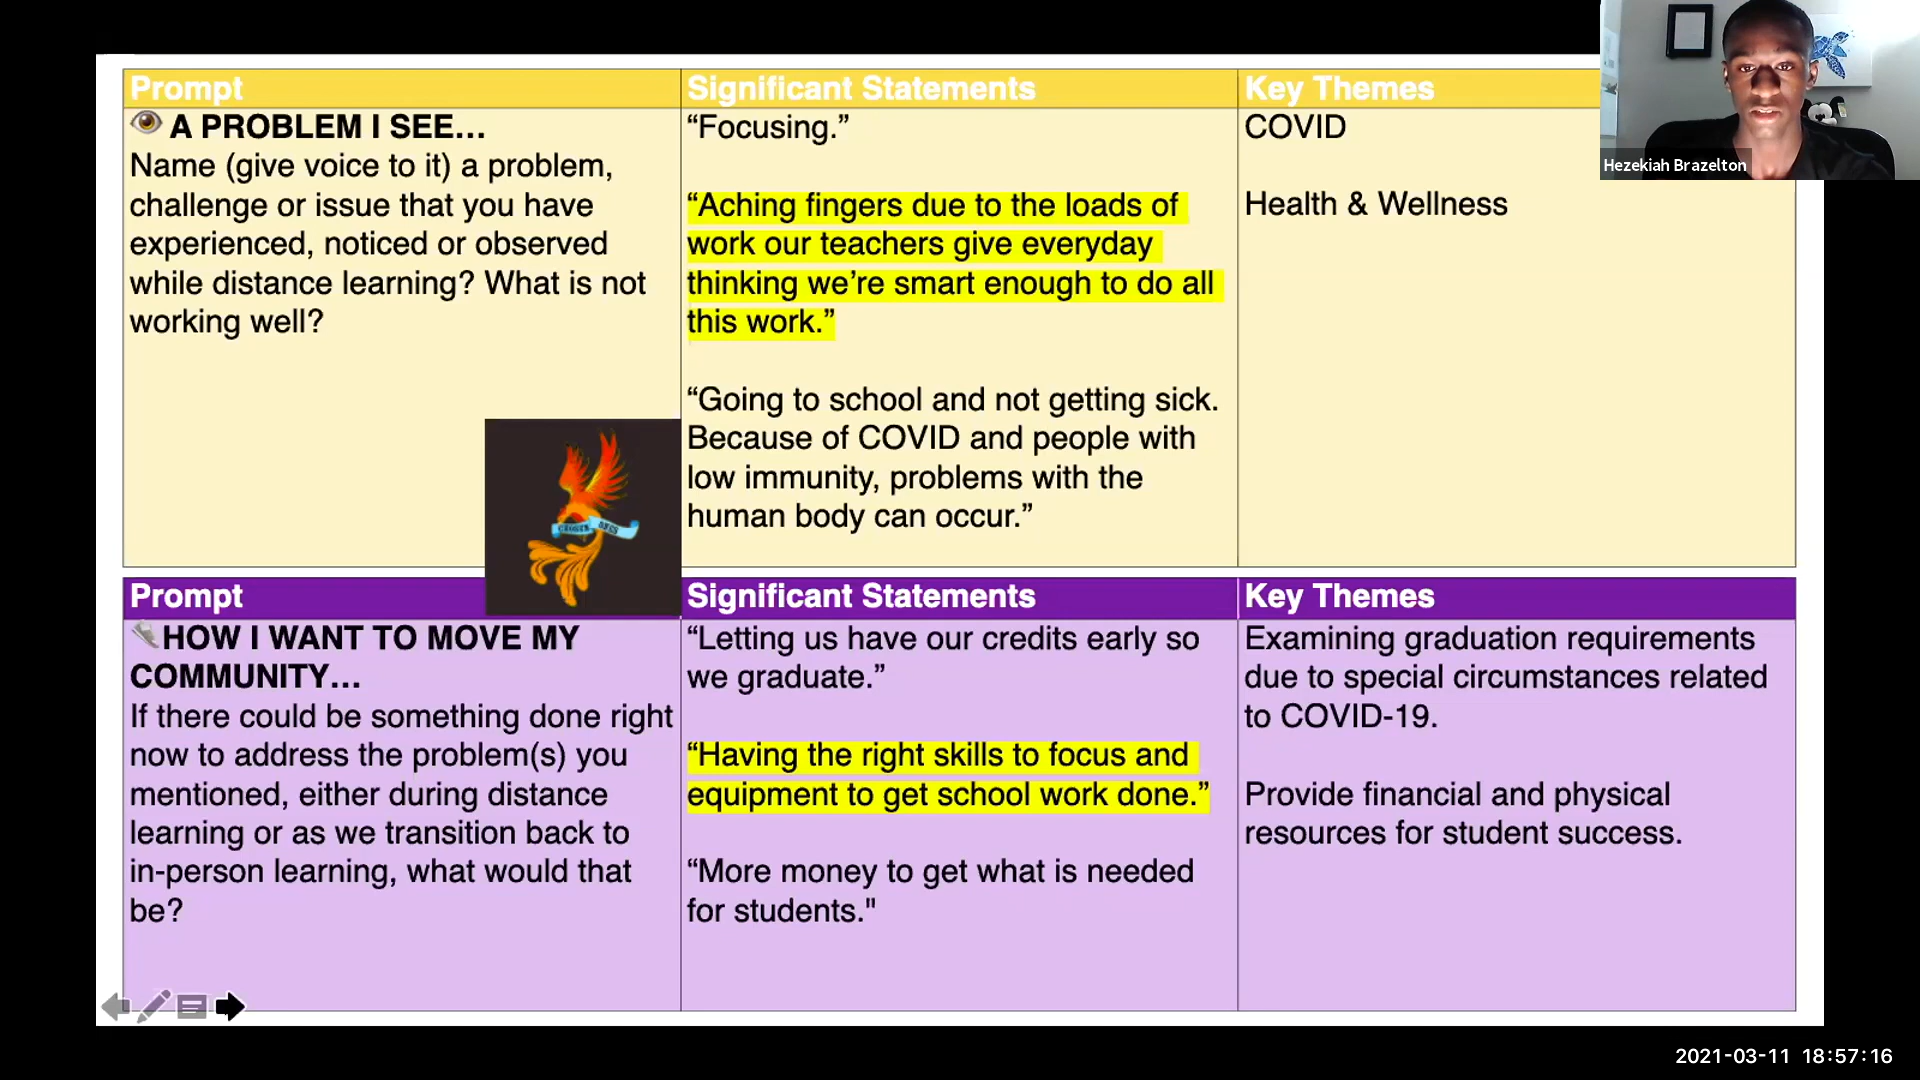 Prompt
Significant Statements
Key Themes
A PROBLEM I SEE…
Name (give voice to it) a problem,
challenge or issue that you have
experienced, noticed or observed
while distance learning? What is not
working well?
“Focusing.”
“Aching fingers due to the loads of
work our teachers give everyday
thinking we’re smart enough to do all
this work.”
“Going to school and not getting sick.
Because of COVID and people with
low immunity, problems with the
human body can occur.”
COVID
Health & Wellness
Hezekiah Brazelton
Prompt
Significant Statements
Key Themes
HOW I WANT TO MOVE MY
COMMUNITY…
If there could be something done right
now to address the problem(s) you
mentioned, either during distance
learning or as we transition back to
in-person learning, what would that
be?
“Letting us have our credits early so
we graduate.”
“Having the right skills to focus and
equipment to get school work done.”
“More money to get what is needed
for students."
Examining graduation requirements
due to special circumstances related
to COVID-19.
Provide financial and physical
resources for student success.
2021-03-11 18:57:16